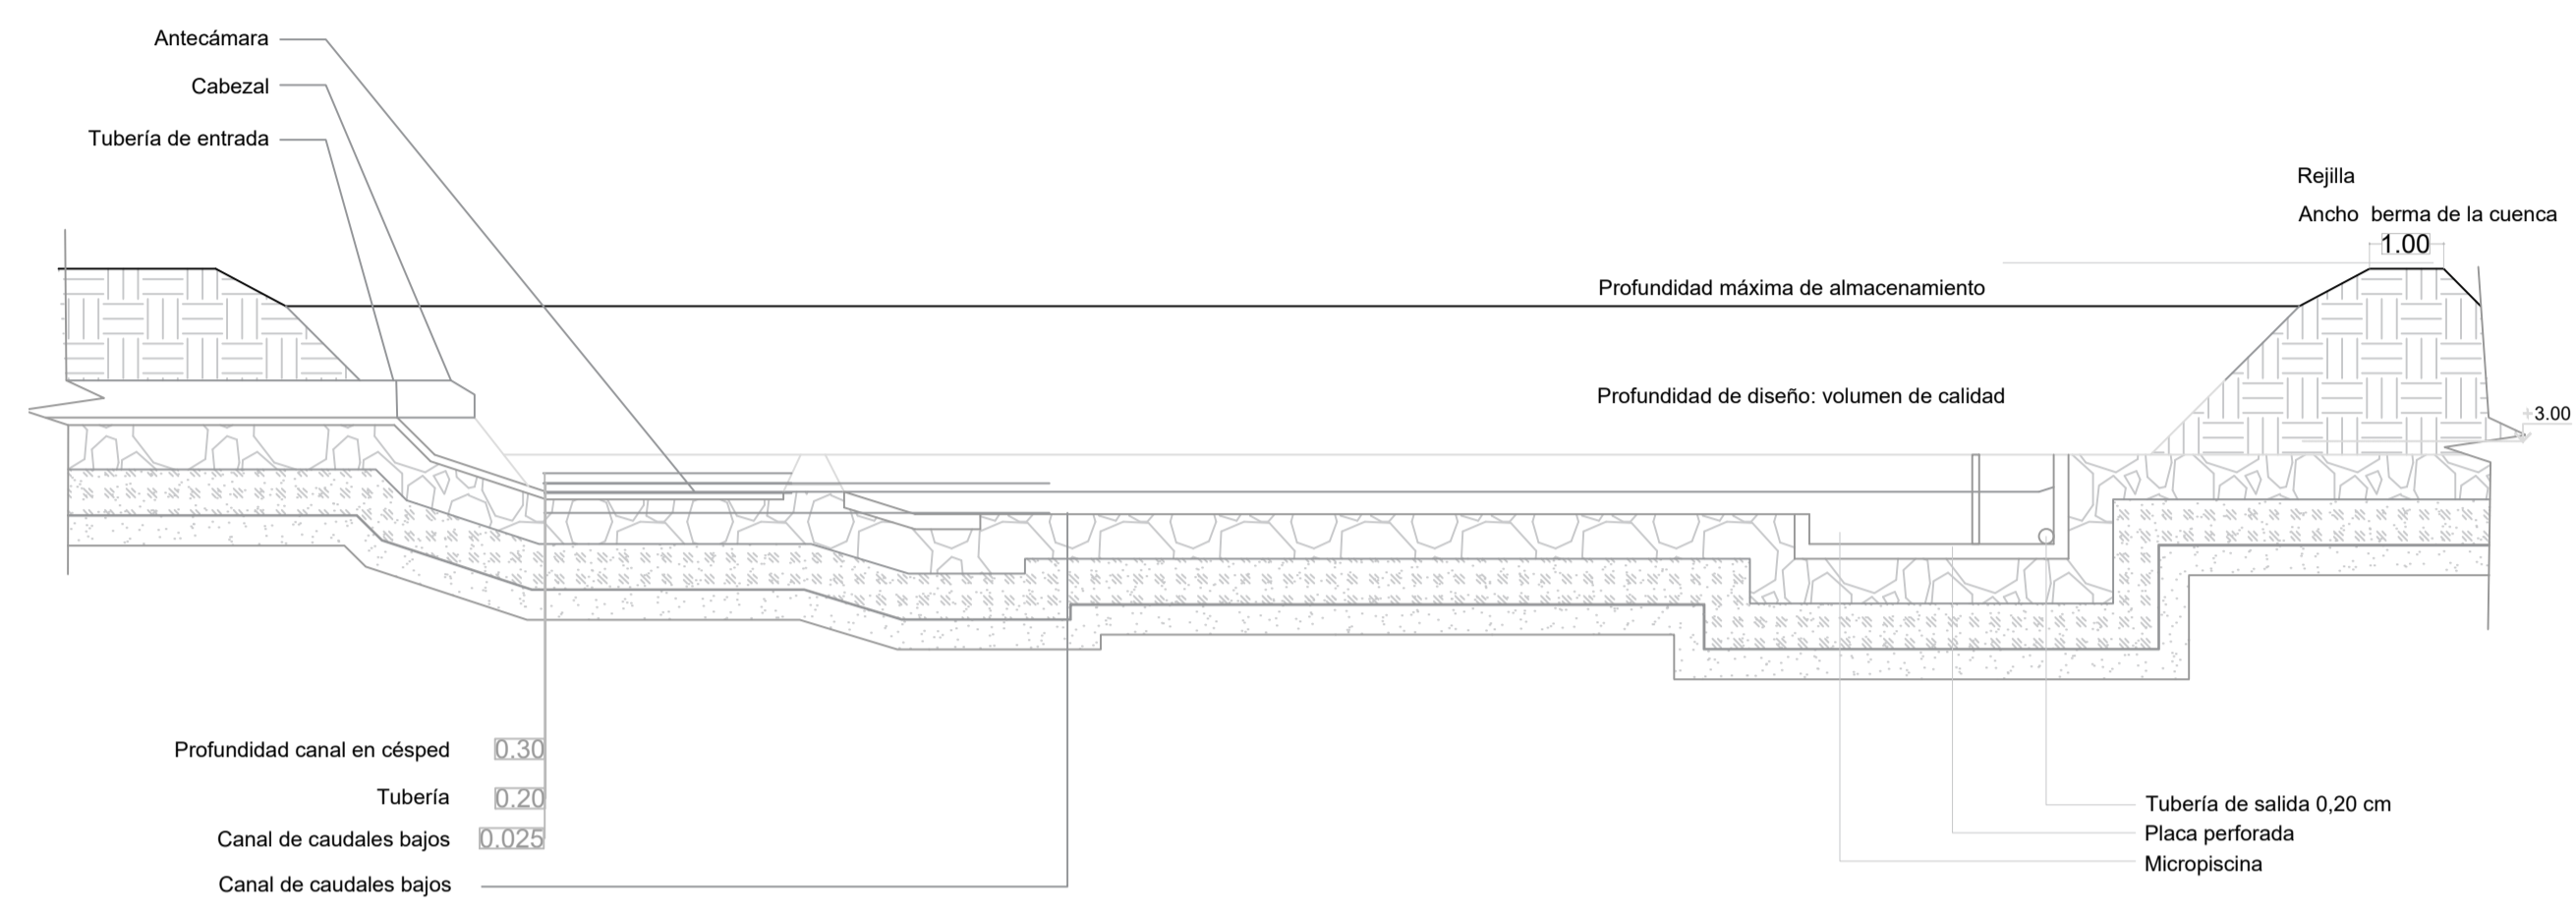 Antecámara
Cabezal
Tubería de entrada
Rejilla
Ancho berma de la cuenca
1.00
Profundidad máxima de almacenamiento
Profundidad de diseño: volumen de calidad
+3.00
Profundidad canal en césped 0.30
Tubería 0.20
Canal de caudales bajos 0.025
Canal de caudales bajos
Tubería de salida 0,20 cm
Placa perforada
Micropiscina